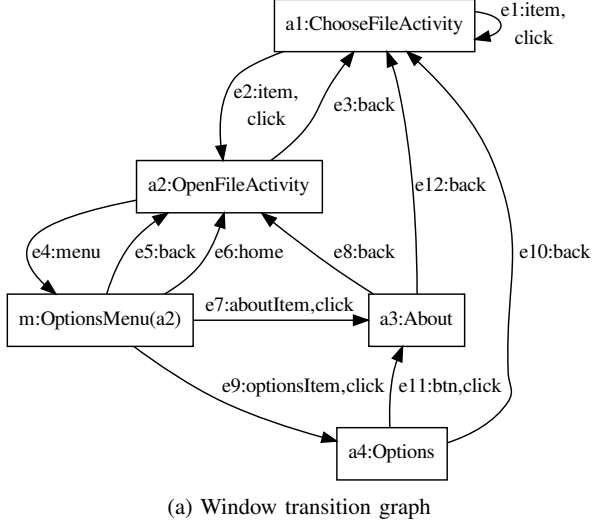 a1:ChooseFileActivity
e1:item,
click
e2:item,
click
e3:back
a2:OpenFileActivity
e12:back
e4:menu
e5:back
e6:home
e8:back
e10:back
e7:aboutItem,click
m:OptionsMenu(a2)
a3:About
e9:optionsItem,click
e11:btn,click
a4:Options
(a) Window transition graph